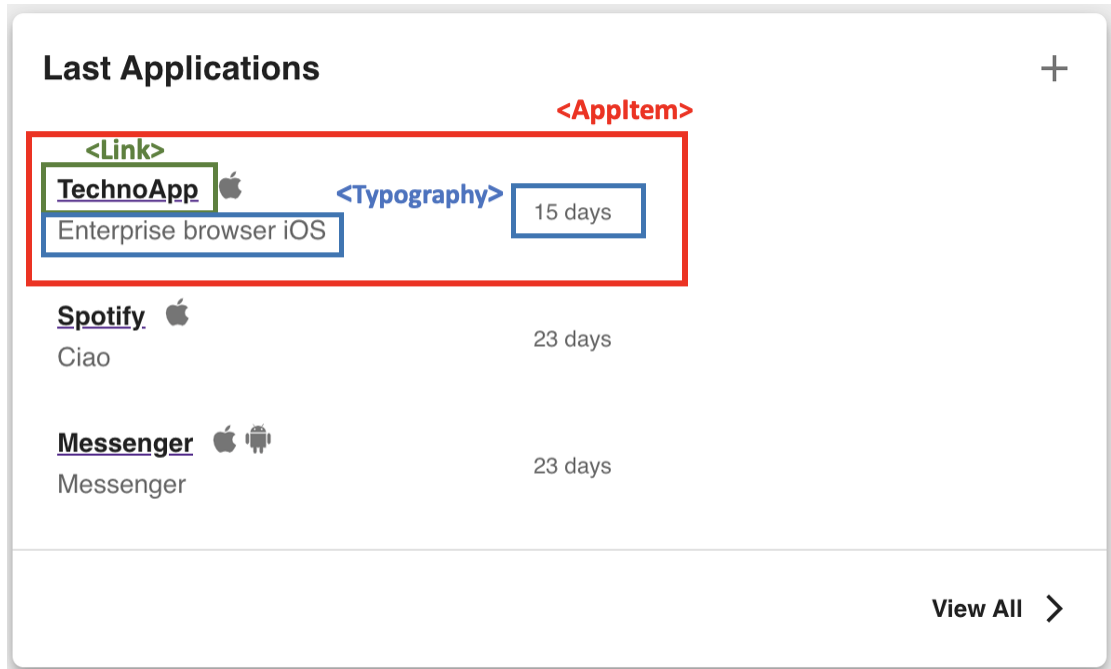 Last Applications
<AppItem>
<Link>
TechnoApp
<Typography>
15 days
Enterprise browser iOS
Spotify
23 days
Ciao
Messenger
23 days
Messenger
View All